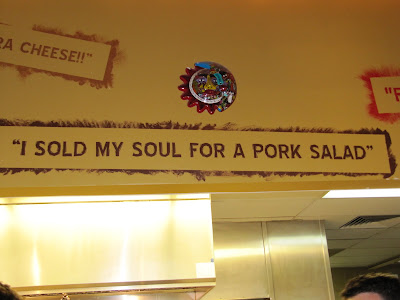 RA CHEESE!!"
"I SOLD MY SOUL FOR A PORK SALAD"